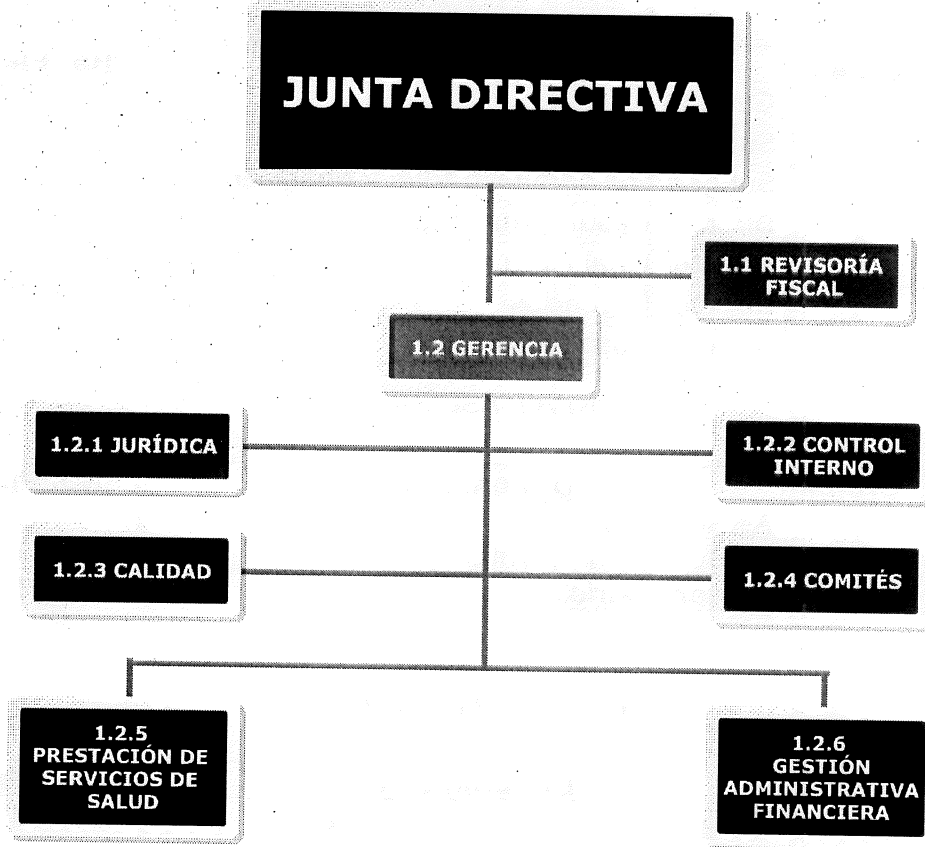 JUNTA DIRECTIVA
1.1 REVISORÍA
FISCAL
1.2 GERENCIA
1.2.1 JURÍDICA
1.2.2 CONTROL
INTERNO
1.2.3 CALIDAD
1.2.4 COMITÉS
1.2.5
PRESTACIÓN DE
SERVICIOS DE
SALUD
1.2.6
GESTIÓN
ADMINISTRATIVA
FINANCIERA